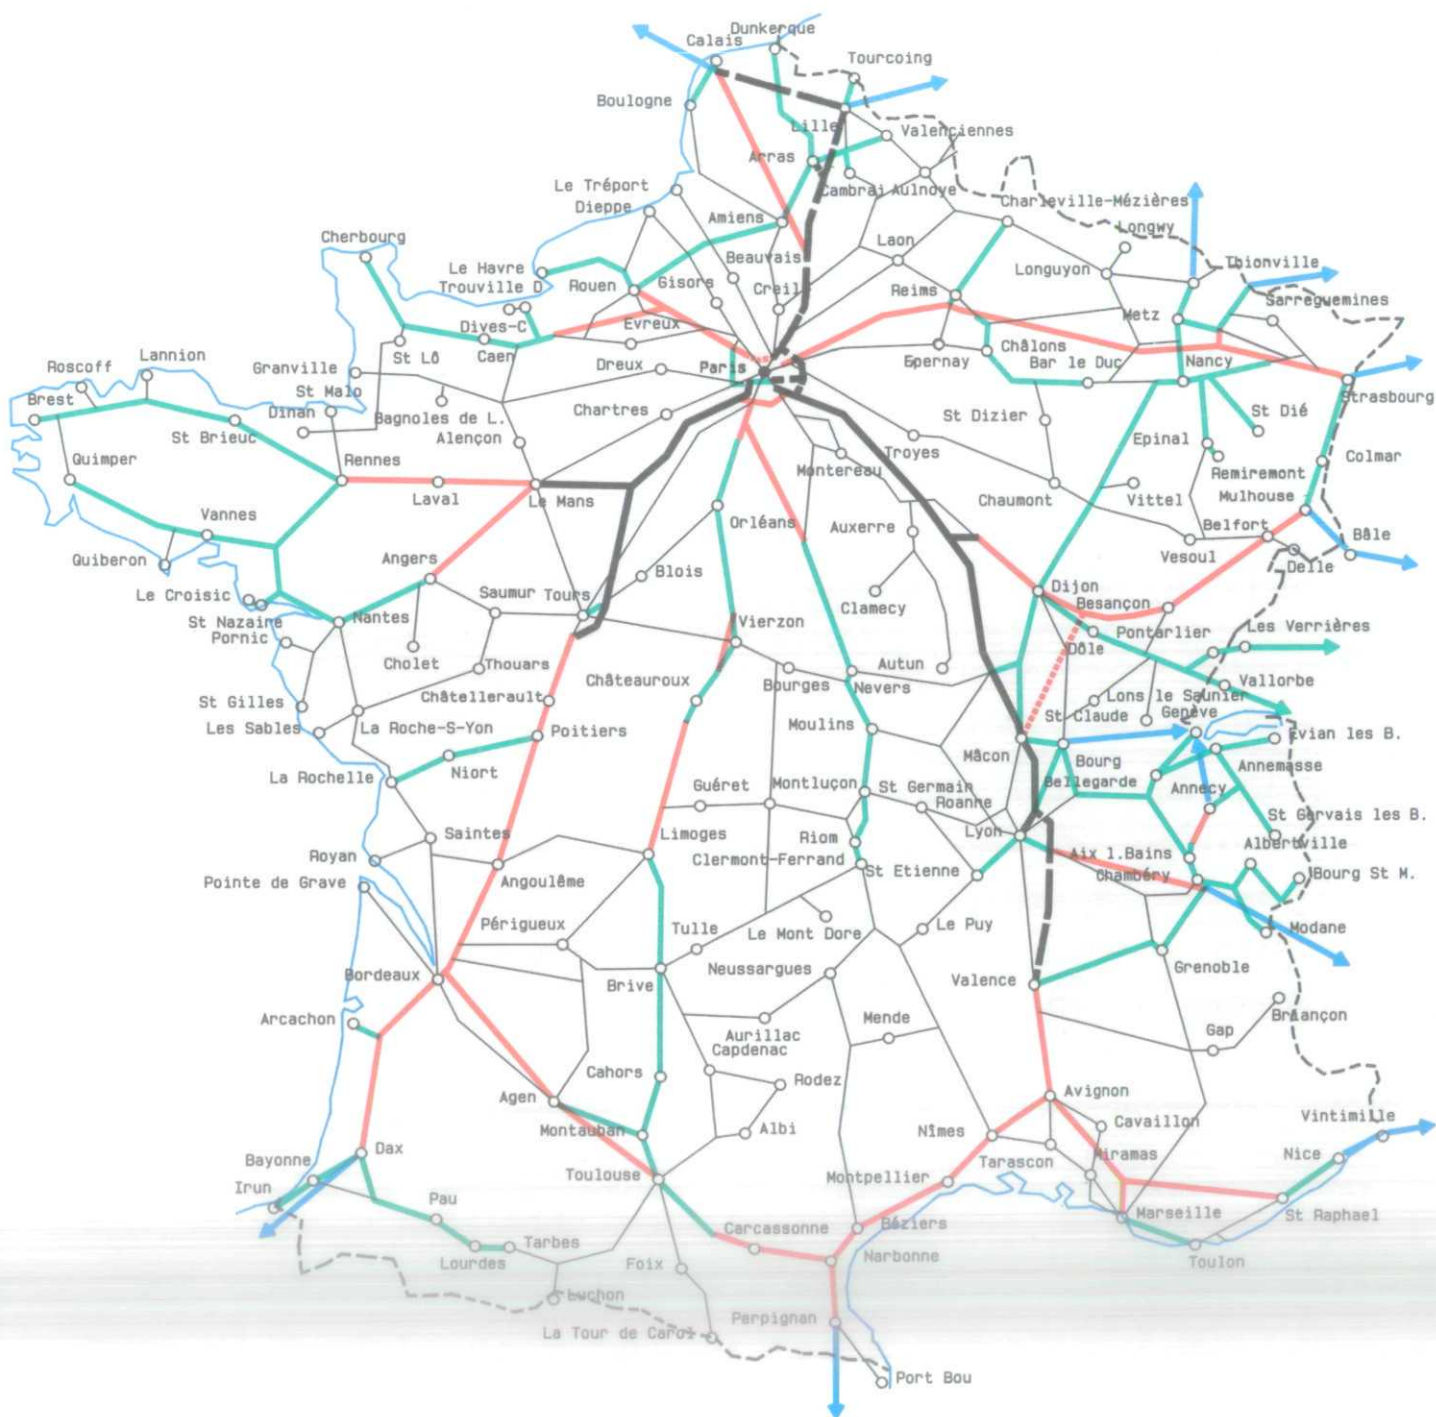 Dunkerque
Calais
Tourcoing
Boulogne
Lille
Valenciennes
Arras
Le Tréport
Cambrai
Aulnoye
Dieppe
Charleville-Mézières
Amiens
Longwy
Cherbourg
Laon
Beauvais
Thionville
Le Havre
Longuyon
Trouville D
Rouen
Gisors
Creil
Reims
Sarreguemines
Metz
Dives-C
Evreux
Caen
St Lô
Epernay
Châlons
Lannion
Granville
Dreux
Paris
Bar le Duc
Nancy
Roscoff
St Malo
Strasbourg
Brest
Dinan
Bagnoles de L.
Chartres
St Dizier
St Dié
St Brieuc
Alençon
Troyes
Epinal
Quimper
Rennes
Montereau
Remiremont
Colmar
Laval
Le Mans
Chaumont
Vittel
Mulhouse
Vannes
Orléans
Auxerre
Belfort
Bâle
Quiberon
Angers
Vesoul
Delle
Blois
Le Croisic
Saumur
Tours
Clamecy
Dijon
Besançon
St Nazaire
Nantes
Vierzon
Les Verrières
Pornic
Pontarlier
Cholet
Thouars
Autun
Dôle
Châteauroux
Bourges
Nevers
Vallorbe
St Gilles
Châtellerault
Lons le Saunier
Les Sables
La Roche-S-Yon
Poitiers
Moulins
St Claude
Genève
Evian les B.
Mâcon
Bourg
Annemasse
La Rochelle
Niort
Guéret
Montluçon
St Germain
Bellegarde
Annecy
Roanne
St Gervais les B.
Saintes
Limoges
Riom
Lyon
Albertville
Royan
Clermont-Ferrand
Aix l.Bains
Angoulême
St Etienne
Chambéry
Bourg St M.
Pointe de Grave
Périgueux
Tulle
Le Mont Dore
Le Puy
Modane
Bordeaux
Brive
Neussargues
Valence
Grenoble
Arcachon
Aurillac
Mende
Gap
Briançon
Capdenac
Cahors
Rodez
Agen
Avignon
Montauban
Albi
Nîmes
Cavaillon
Vintimille
Dax
Miramas
Bayonne
Toulouse
Montpellier
Tarascon
Nice
Irun
Pau
Carcassonne
Béziers
Marseille
St Raphael
Tarbes
Lourdes
Foix
Narbonne
Toulon
Luchon
Perpignan
La Tour de Carol
Port Bou